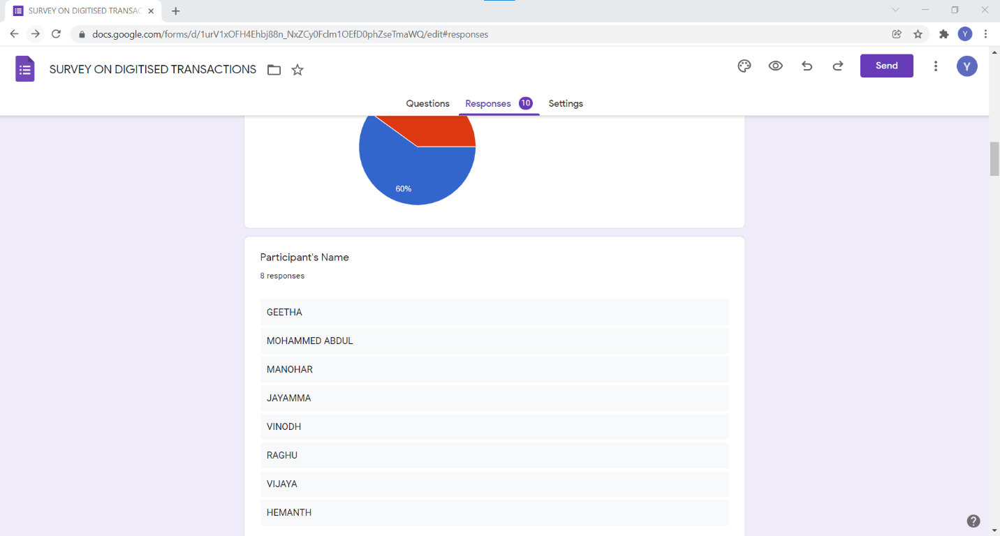 SURVEY ON DIGITISED TRANSAC
docs.google.com/forms/d/1urV1xOFH4Ehbj88n_NxZCy0Fclm1OEfD0phZseTmaWQ/edit#responses
Y
SURVEY ON DIGITISED TRANSACTIONS
Send
Y
Questions
Responses 10
Settings
60%
Participant's Name
8 responses
GEETHA
MOHAMMED ABDUL
MANOHAR
JAYAMMA
VINODH
RAGHU
VIJAYA
HEMANTH